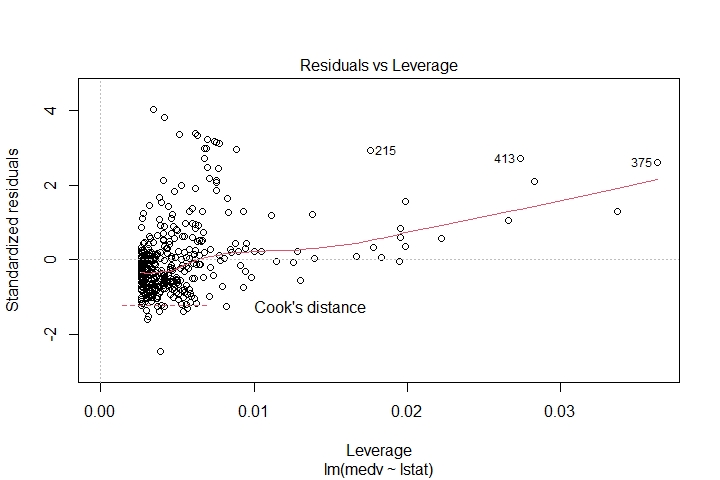 Residuals vs Leverage
Standardized residuals
4
2
0
-2
215
413
375
Cook's distance
0.00 0.01 0.02 0.03
Leverage
lm(medv ~ lstat)